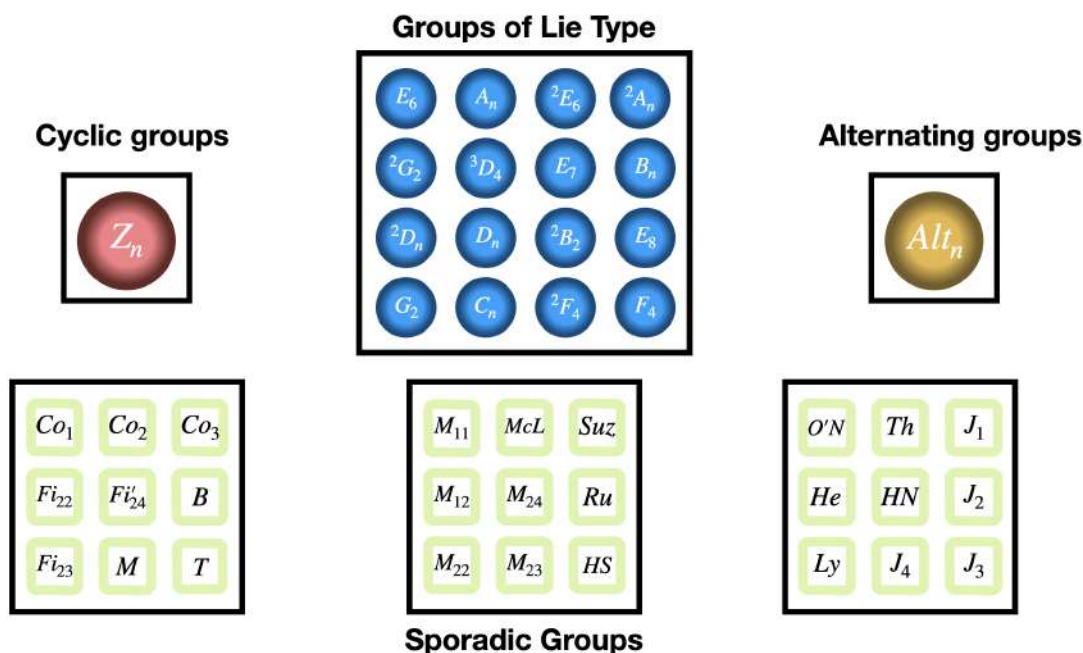 Groups of Lie Type
E₆ Aₙ ²E₆ ²Aₙ
Cyclic groups
Alternating groups
²G₂ ³D₄ E₇ Bₙ
Zₙ
²Dₙ Dₙ ²B₂ E₈
Altₙ
G₂ Cₙ ²F₄ F₄
Co₁ Co₂ Co₃
Fi₂₂ Fi′₂₄ B
Fi₂₃ M T
M₁₁ McL Suz
M₁₂ M₂₄ Ru
M₂₂ M₂₃ HS
O'N Th J₁
He HN J₂
Ly J₄ J₃
Sporadic Groups